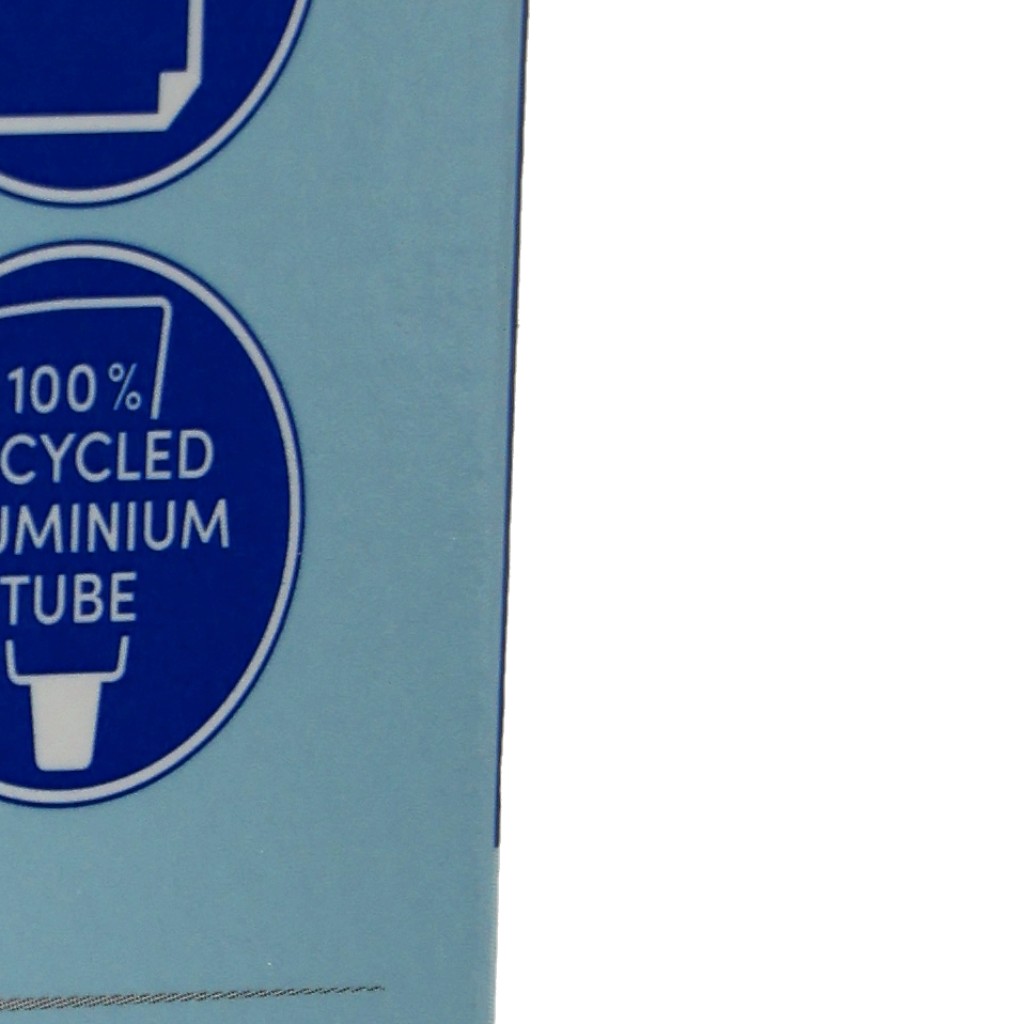 100 %
CYCLED
UMINIUM
TUBE